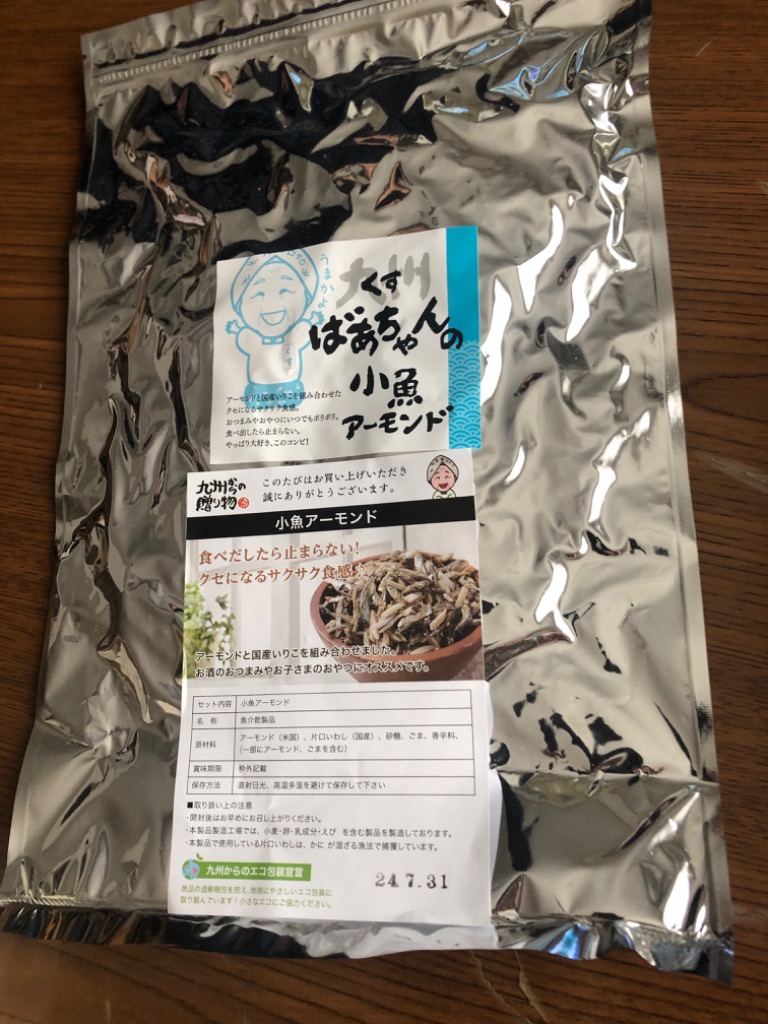 うまかよ
九州
くす
ばあちゃんの
小魚
アーモンド
くす
アーモンドと国産いりこを組み合わせた
クセになるサクサク食感。
おつまみやおやつにいつでもポリポリ。
食べ出したら止まらない。
やっぱり大好き、このコンビ!
九州からの
贈り物
このたびはお買い上げいただき
誠にありがとうございます。
小魚アーモンド
食べだしたら止まらない!
クセになるサクサク食感♪
アーモンドと国産いりこを組み合わせました。
お酒のおつまみやお子さまのおやつにオススメです。
セット内容 小魚アーモンド
名 称 魚介乾製品
原材料 アーモンド(米国)、片口いわし(国産)、砂糖、ごま、香辛料、
(一部にアーモンド、ごまを含む)
賞味期限 枠外記載
保存方法 直射日光、高温多湿を避けて保存して下さい
■取り扱い上の注意
・開封後はお早めにお召し上がりください。
・本製品製造工場では、小麦・卵・乳成分・えび を含む製品を製造しております。
・本製品で使用している片口いわしは、かに が混ざる漁法で捕獲しています。
九州からのエコ包装宣言
商品の過剰梱包を控え、地球にやさしいエコ包装に
取り組んでいます!小さなエコにご協力ください。
24.7.31